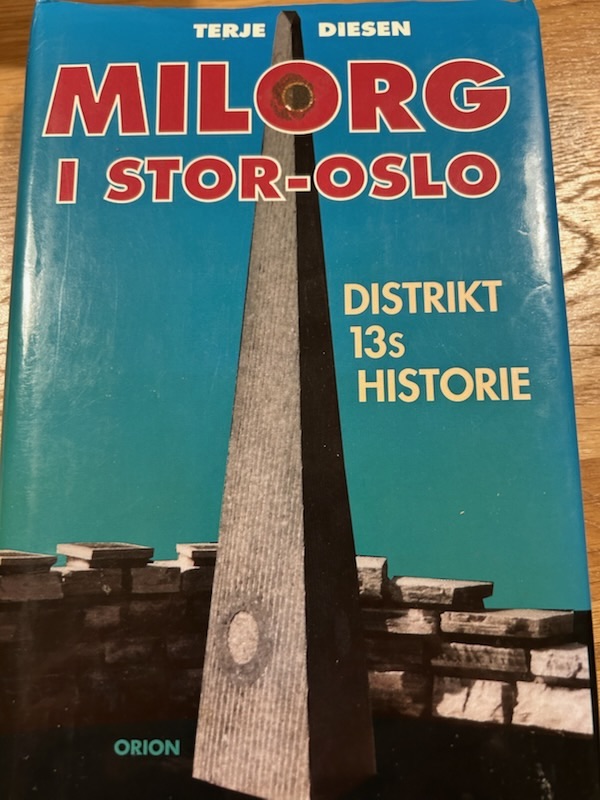 TERJE DIESEN
MILORG
I STOR-OSLO
DISTRIKT
13s
HISTORIE
ORION